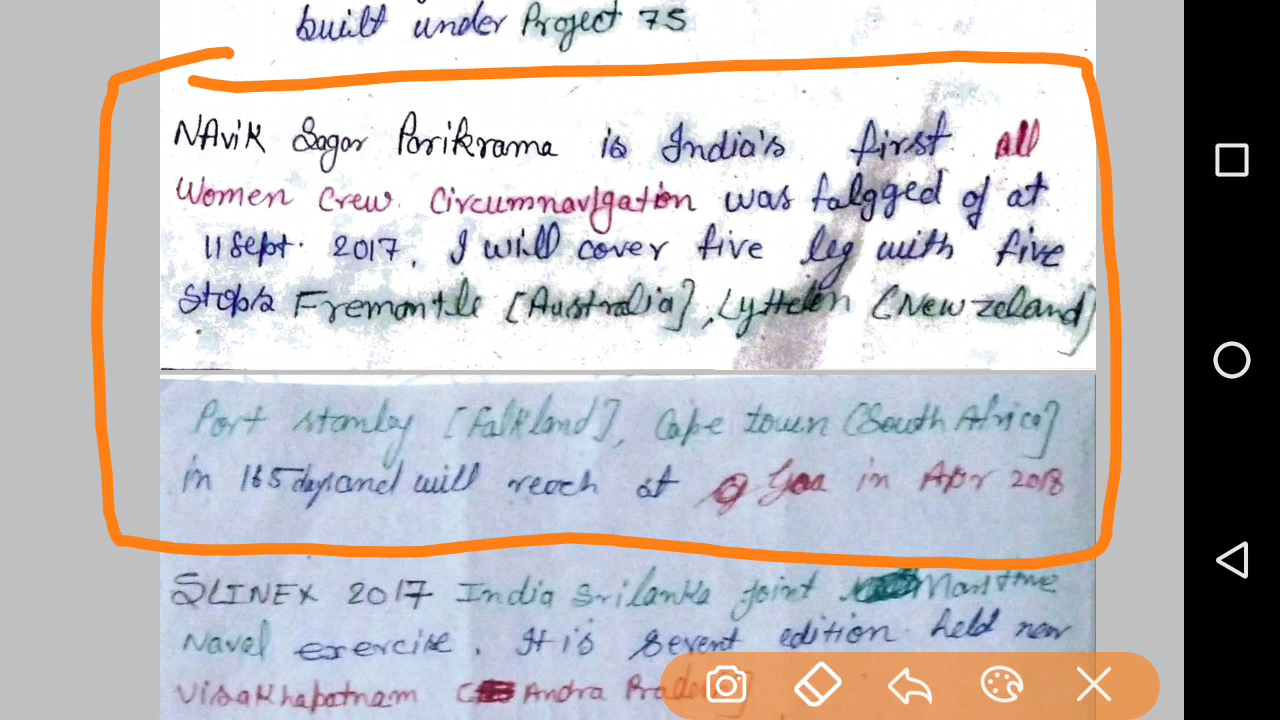 built under Project 75
NAviK Sagar Parikrama is India's first all
Women Crew Circumnavigation was falgged of at
11 Sept. 2017. I will cover five leg with five
Stops Fremantle [Australia], Lyttelon (New zeland]
Port Stanley [Falkland], Cape town (South Africa]
in 165 days and will reach at Goa in Apr 2018
SLINEX 2017 India Srilanka joint Maritime
Naval exercise. It is Sevent edition held near
Visakhapatnam Andra Prades